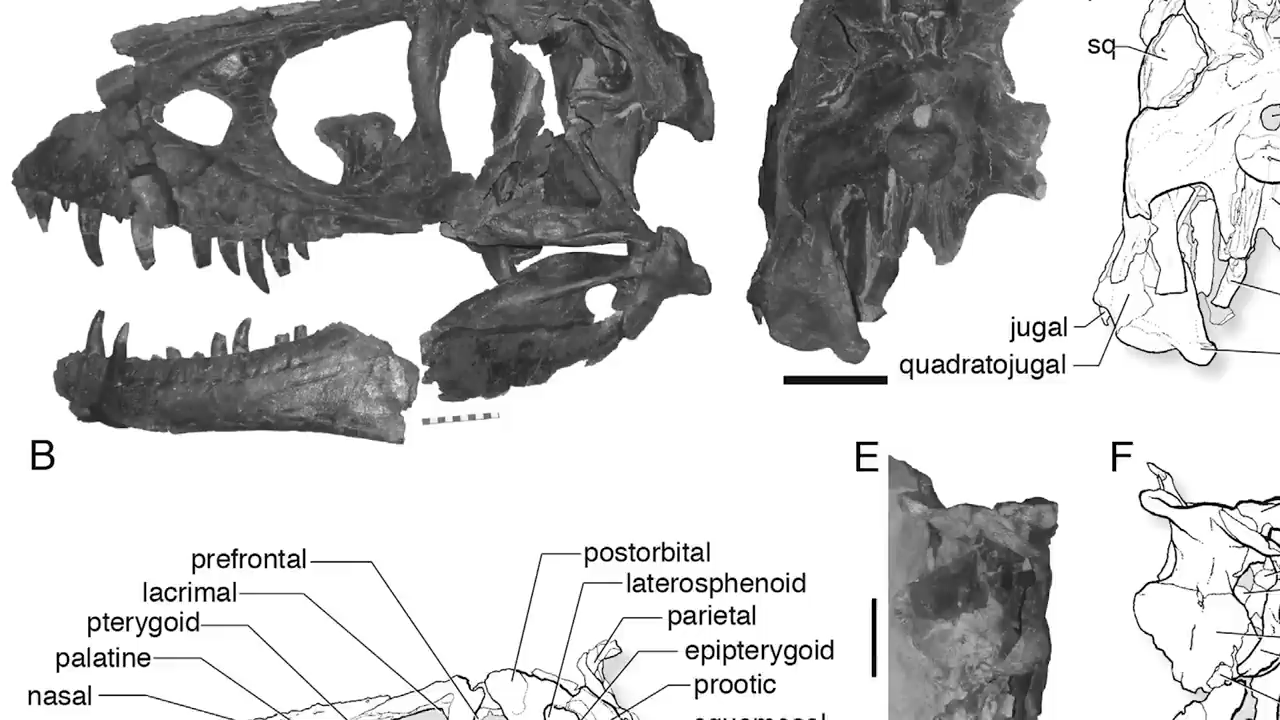 sq
jugal
quadratojugal
B
E
F
prefrontal
lacrimal
pterygoid
palatine
nasal
postorbital
laterosphenoid
parietal
epipterygoid
prootic